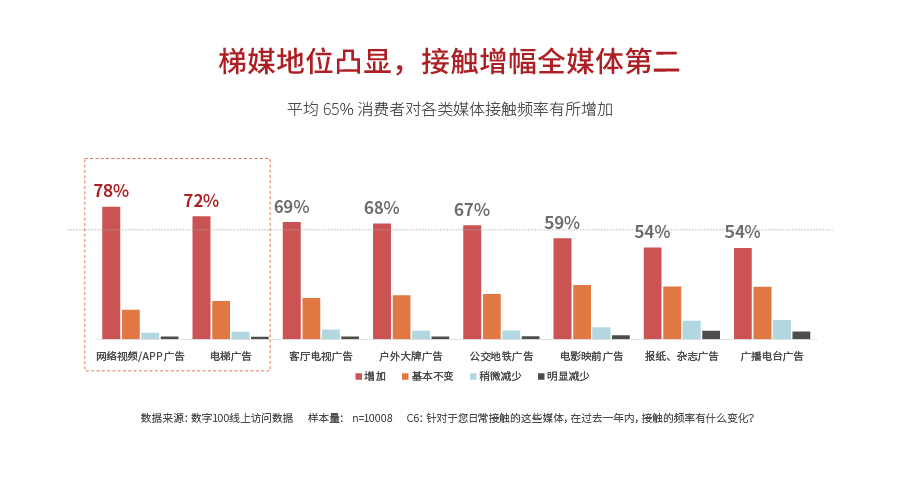 梯媒地位凸显，接触增幅全媒体第二
平均 65% 消费者对各类媒体接触频率有所增加
78%
72%
69%
68%
67%
59%
54%
54%
网络视频/APP广告
电梯广告
客厅电视广告
户外大牌广告
公交地铁广告
电影映前广告
报纸、杂志广告
广播电台广告
增加 基本不变 稍微减少 明显减少
数据来源：数字100线上访问数据 样本量： n=10008 C6：针对于您日常接触的这些媒体，在过去一年内，接触的频率有什么变化？